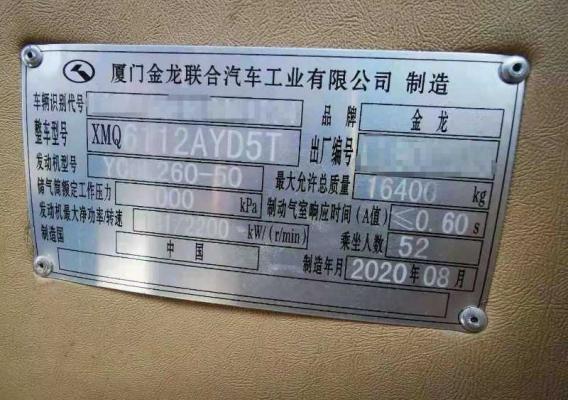 厦门金龙联合汽车工业有限公司 制造
车辆识别代号 品牌 金龙
整车型号 XMQ6112AYD5T 出厂编号
发动机型号 260-50 最大允许总质量 16400 kg
储气筒额定工作压力 000 kPa 制动气室响应时间(A值) ≤0.60 s
发动机最大净功率/转速 /2200 kW/(r/min) 乘坐人数 52
制造国 中国 制造年月 2020年08月